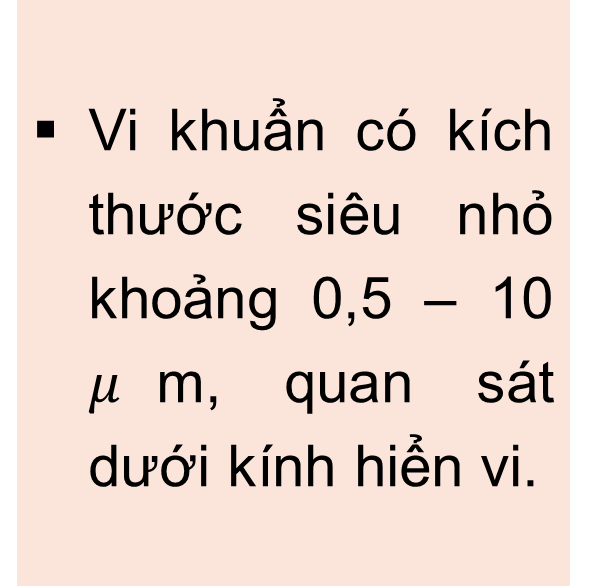 ▪ Vi khuẩn có kích
thước siêu nhỏ
khoảng 0,5 – 10
𝜇 m, quan sát
dưới kính hiển vi.